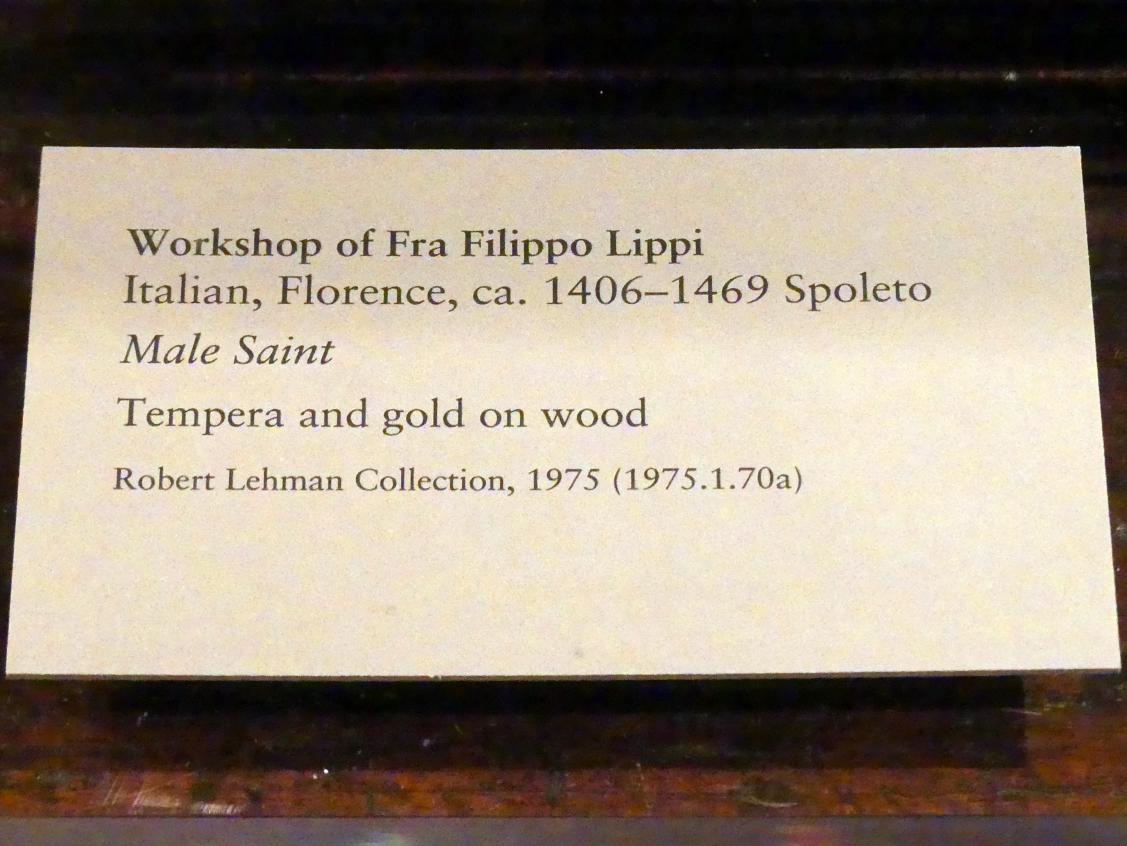 Workshop of Fra Filippo Lippi
Italian, Florence, ca. 1406–1469 Spoleto
Male Saint
Tempera and gold on wood
Robert Lehman Collection, 1975 (1975.1.70a)